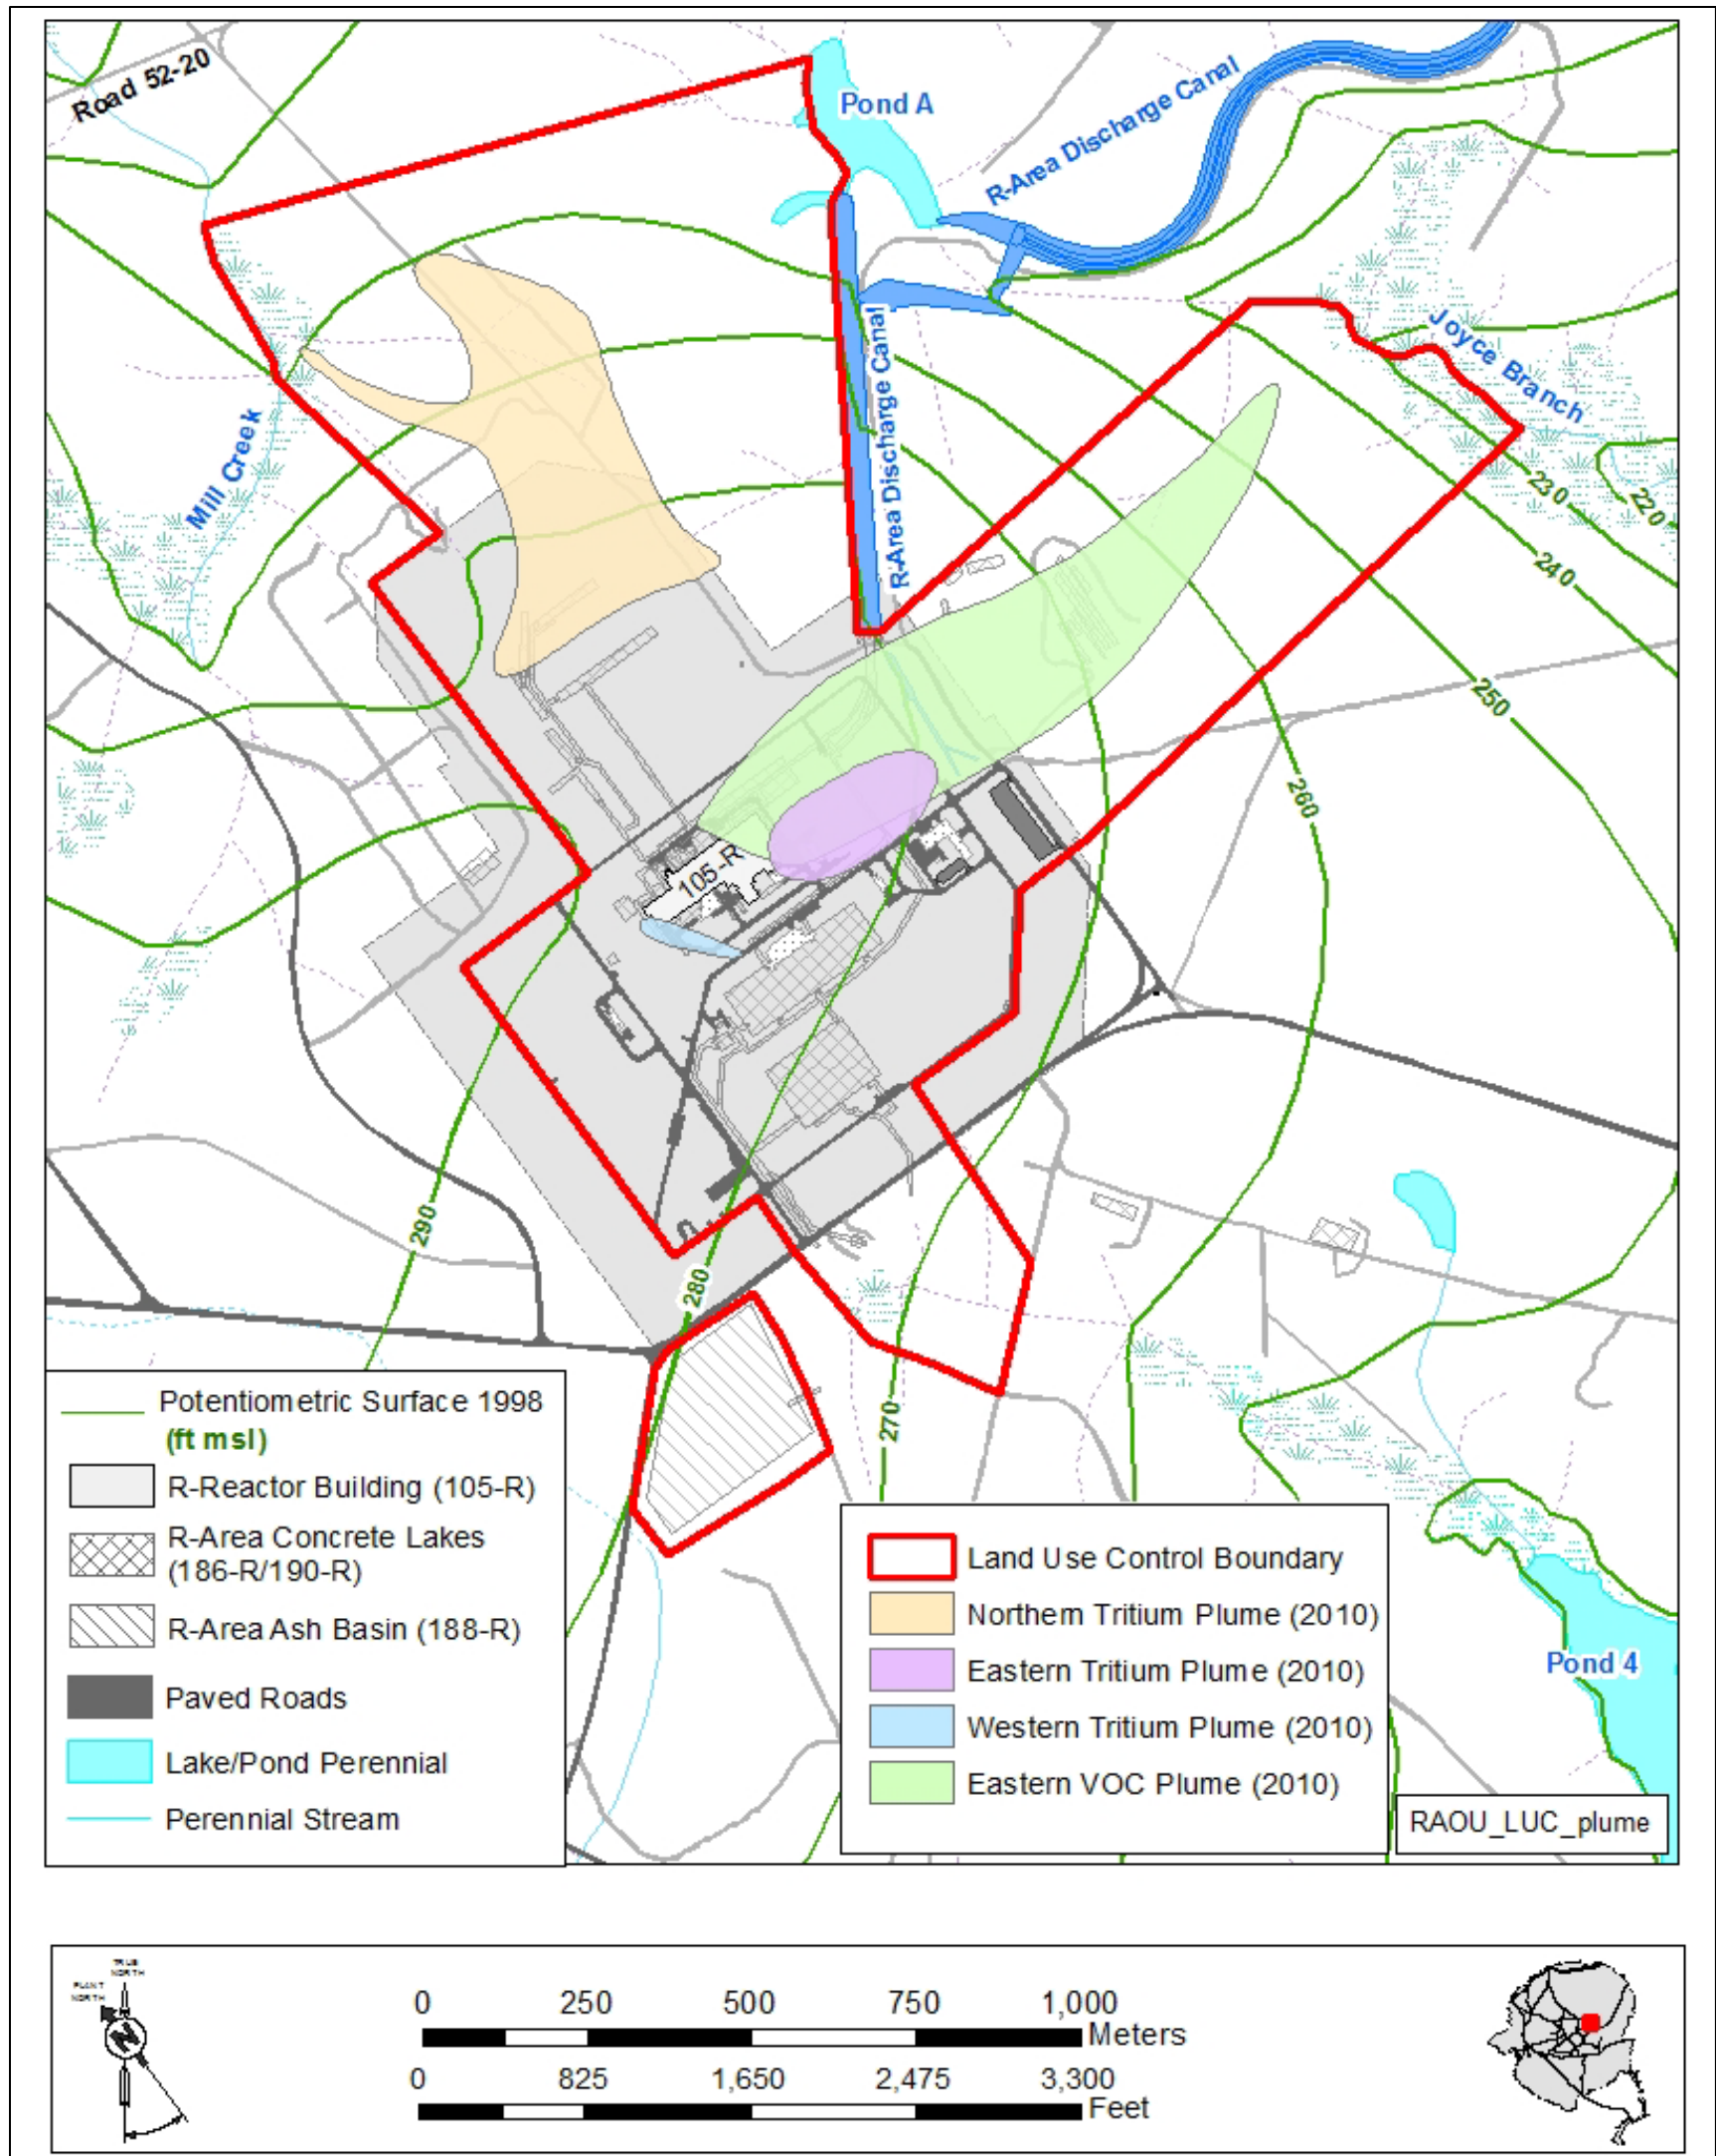 Road 52-20
Pond A
R-Area Discharge Canal
R-Area Discharge Canal
Joyce Branch
Mill Creek
230
220
240
250
260
105-R
290
280
270
Pond 4
Potentiometric Surface 1998
(ft msl)
R-Reactor Building (105-R)
R-Area Concrete Lakes
(186-R/190-R)
R-Area Ash Basin (188-R)
Paved Roads
Lake/Pond Perennial
Perennial Stream
Land Use Control Boundary
Northern Tritium Plume (2010)
Eastern Tritium Plume (2010)
Western Tritium Plume (2010)
Eastern VOC Plume (2010)
RAOU_LUC_plume
TRUE
NORTH
PLANT
NORTH
N
0 250 500 750 1,000
Meters
0 825 1,650 2,475 3,300
Feet